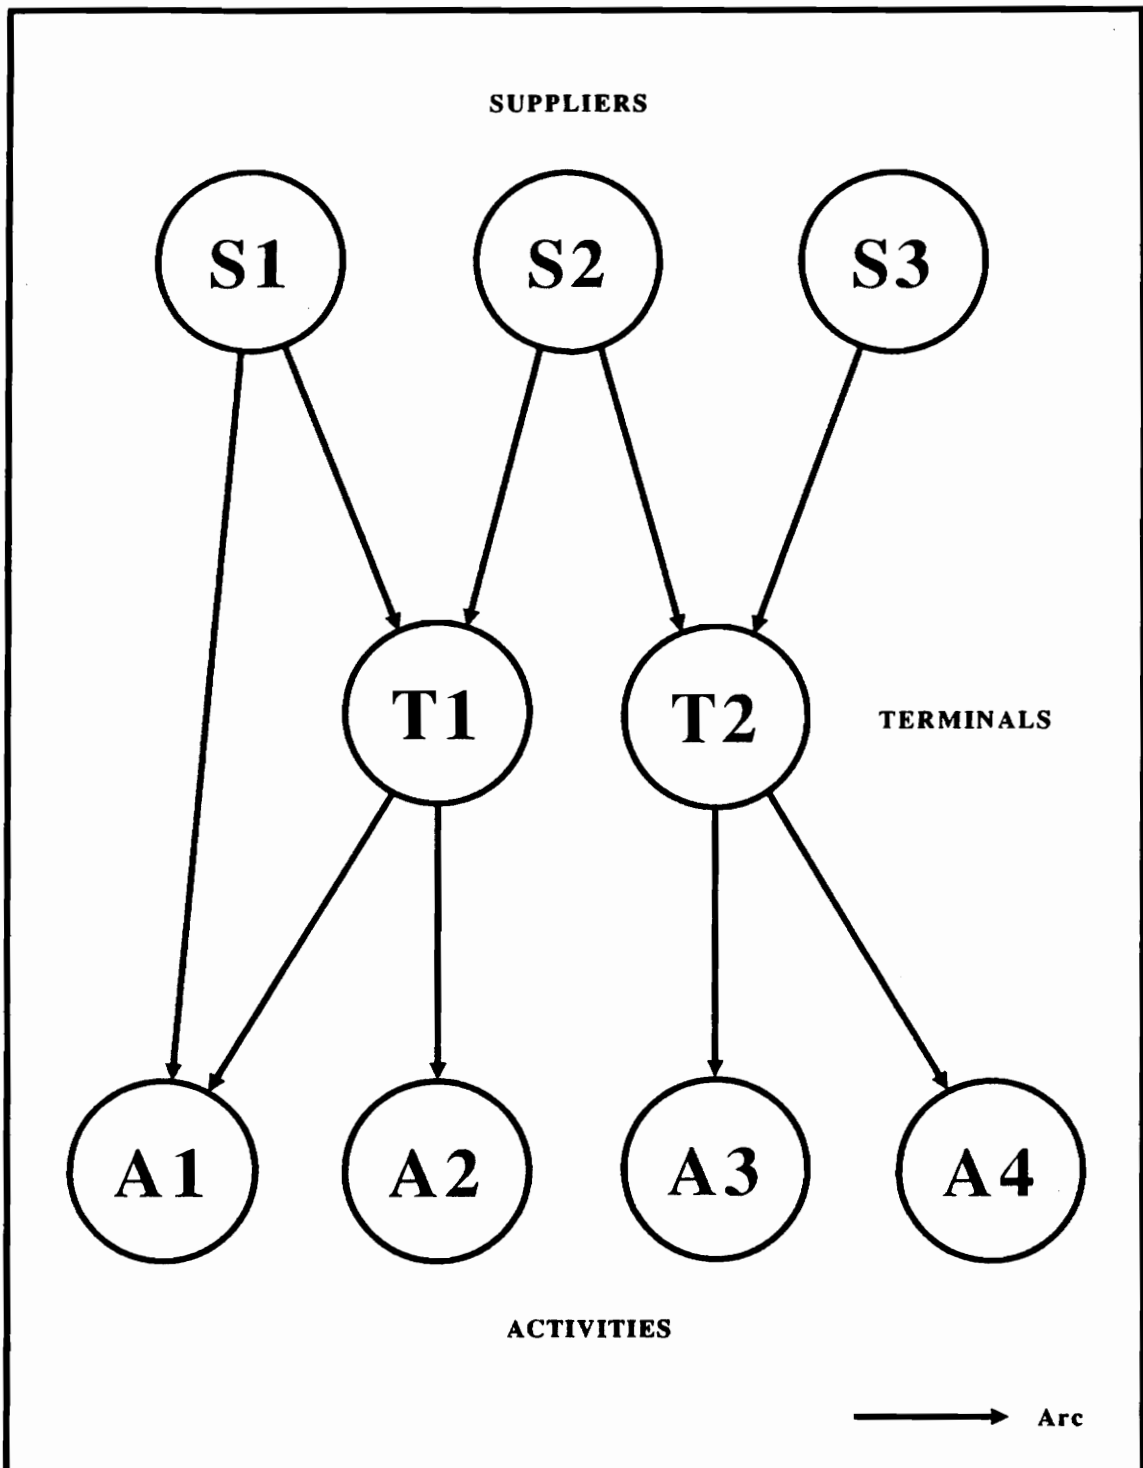 SUPPLIERS
S1 S2 S3
T1 T2 TERMINALS
A1 A2 A3 A4
ACTIVITIES
Arc